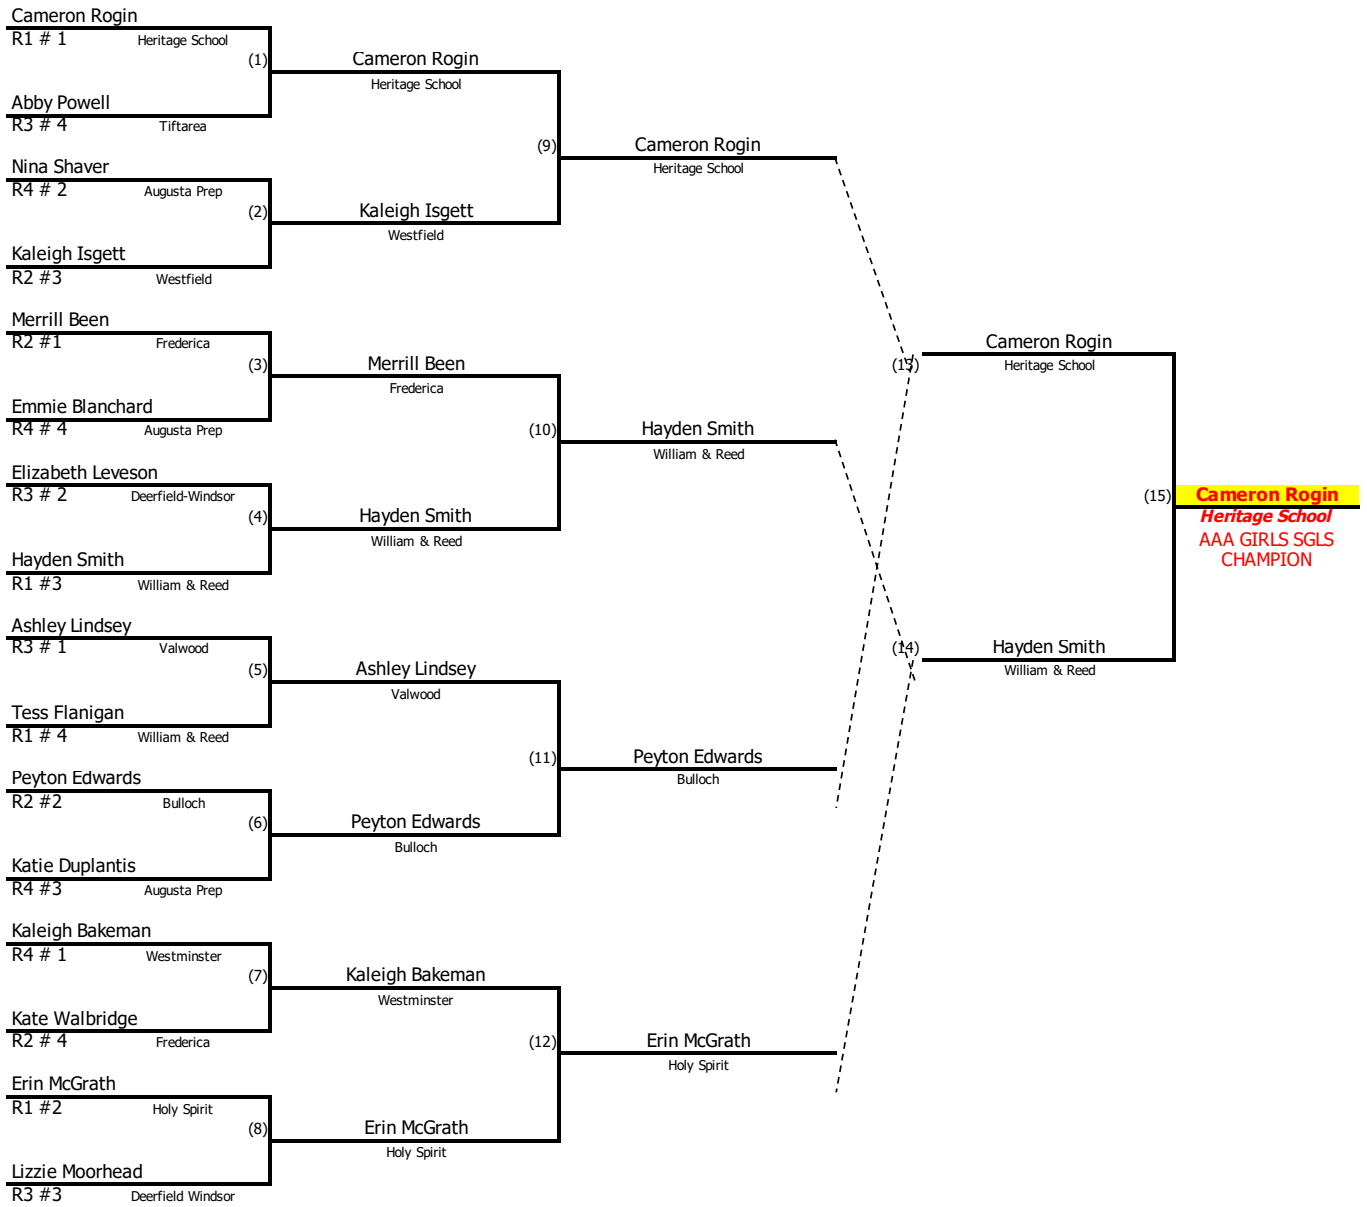 Cameron Rogin
R1 # 1 Heritage School
(1)
Abby Powell
R3 # 4 Tiftarea
Nina Shaver
R4 # 2 Augusta Prep
(2)
Kaleigh Isgett
R2 #3 Westfield
Merrill Been
R2 #1 Frederica
(3)
Emmie Blanchard
R4 # 4 Augusta Prep
Elizabeth Leveson
R3 # 2 Deerfield-Windsor
(4)
Hayden Smith
R1 #3 William & Reed
Ashley Lindsey
R3 # 1 Valwood
(5)
Tess Flanigan
R1 # 4 William & Reed
Peyton Edwards
R2 #2 Bulloch
(6)
Katie Duplantis
R4 #3 Augusta Prep
Kaleigh Bakeman
R4 # 1 Westminster
(7)
Kate Walbridge
R2 # 4 Frederica
Erin McGrath
R1 #2 Holy Spirit
(8)
Lizzie Moorhead
R3 #3 Deerfield Windsor
Cameron Rogin
Heritage School
(9)
Kaleigh Isgett
Westfield
Merrill Been
Frederica
(10)
Hayden Smith
William & Reed
Ashley Lindsey
Valwood
(11)
Peyton Edwards
Bulloch
Kaleigh Bakeman
Westminster
(12)
Erin McGrath
Holy Spirit
Cameron Rogin
Heritage School
Hayden Smith
William & Reed
Peyton Edwards
Bulloch
Erin McGrath
Holy Spirit
(13)
Cameron Rogin
Heritage School
(14)
Hayden Smith
William & Reed
(15)
Cameron Rogin
Heritage School
AAA GIRLS SGLS
CHAMPION